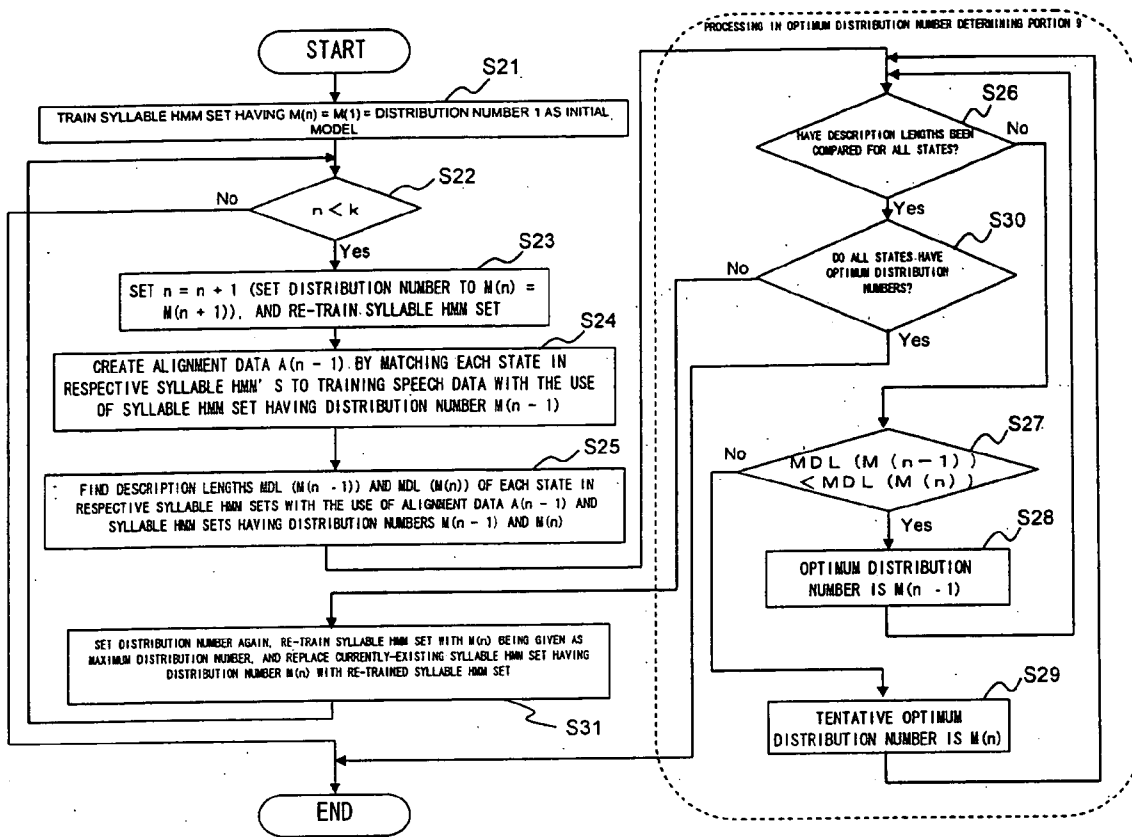 START
S21
TRAIN SYLLABLE HMM SET HAVING M(n) = M(1) = DISTRIBUTION NUMBER 1 AS INITIAL
MODEL
S22
No
n < k
Yes
S23
SET n = n + 1 (SET DISTRIBUTION NUMBER TO M(n) =
M(n + 1)), AND RE-TRAIN SYLLABLE HMM SET
S24
CREATE ALIGNMENT DATA A(n - 1) BY MATCHING EACH STATE IN
RESPECTIVE SYLLABLE HMM'S TO TRAINING SPEECH DATA WITH THE USE
OF SYLLABLE HMM SET HAVING DISTRIBUTION NUMBER M(n - 1)
S25
FIND DESCRIPTION LENGTHS MDL (M(n -1)) AND MDL (M(n)) OF EACH STATE IN
RESPECTIVE SYLLABLE HMM SETS WITH THE USE OF ALIGNMENT DATA A(n - 1) AND
SYLLABLE HMM SETS HAVING DISTRIBUTION NUMBERS M(n - 1) AND M(n)
SET DISTRIBUTION NUMBER AGAIN, RE-TRAIN SYLLABLE HMM SET WITH M(n) BEING GIVEN AS
MAXIMUM DISTRIBUTION NUMBER, AND REPLACE CURRENTLY-EXISTING SYLLABLE HMM SET HAVING
DISTRIBUTION NUMBER M(n) WITH RE-TRAINED SYLLABLE HMM SET
S31
END
PROCESSING IN OPTIMUM DISTRIBUTION NUMBER DETERMINING PORTION 9
S26
HAVE DESCRIPTION LENGTHS BEEN
COMPARED FOR ALL STATES?
No
Yes
S30
DO ALL STATES HAVE
OPTIMUM DISTRIBUTION
NUMBERS?
No
Yes
S27
No
MDL (M (n-1) )
<MDL (M (n) )
Yes
S28
OPTIMUM DISTRIBUTION
NUMBER IS M(n - 1)
S29
TENTATIVE OPTIMUM
DISTRIBUTION NUMBER IS M(n)